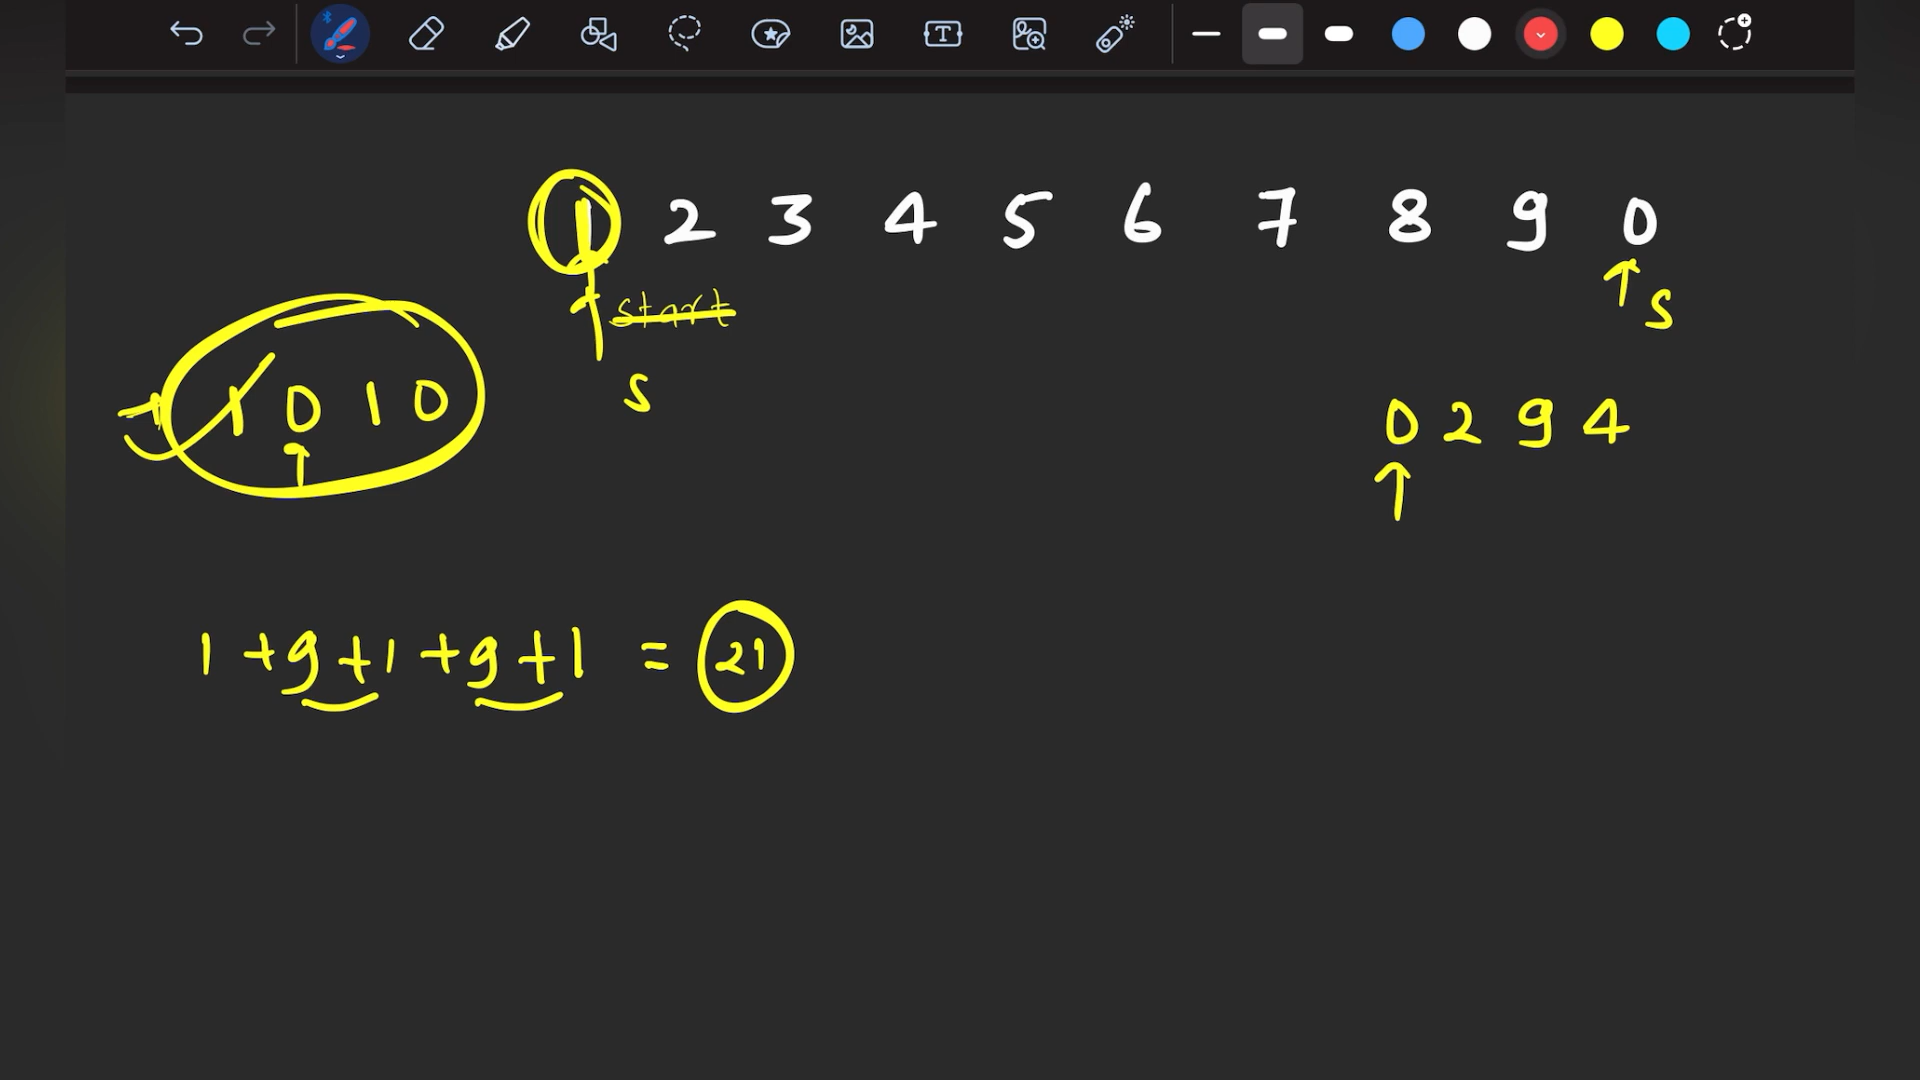 1 2 3 4 5 6 7 8 9 0
start
s
s
1 0 1 0
0 2 9 4
1 + 9 + 1 + 9 + 1 = 21